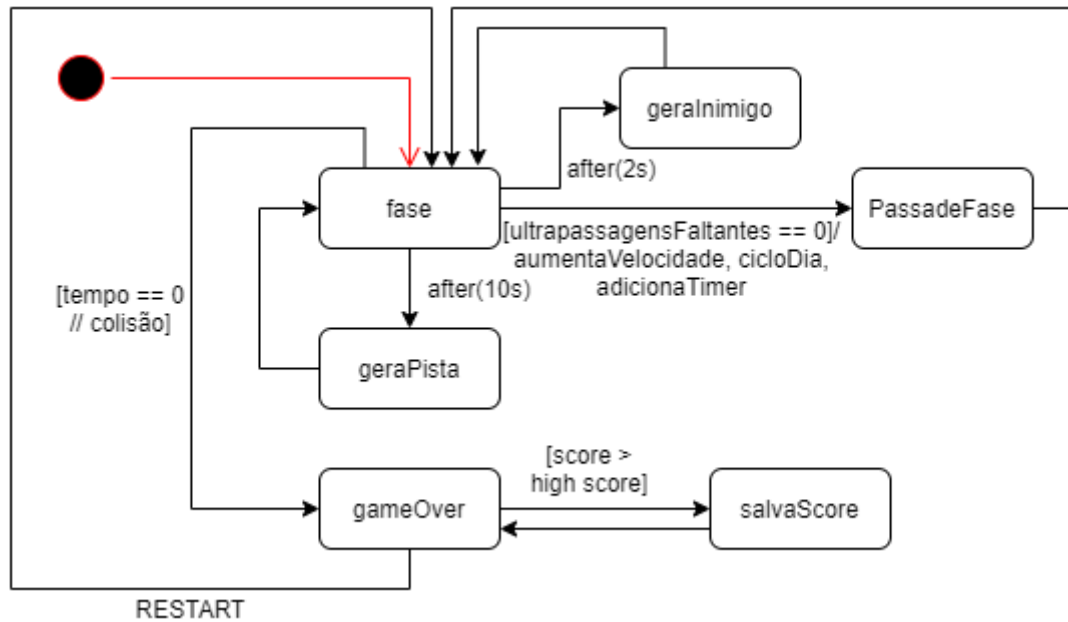 geraInimigo
after(2s)
fase
PassadeFase
[ultrapassagensFaltantes == 0]/
aumentaVelocidade, cicloDia,
adicionaTimer
after(10s)
[tempo == 0
// colisão]
geraPista
[score >
high score]
gameOver
salvaScore
RESTART